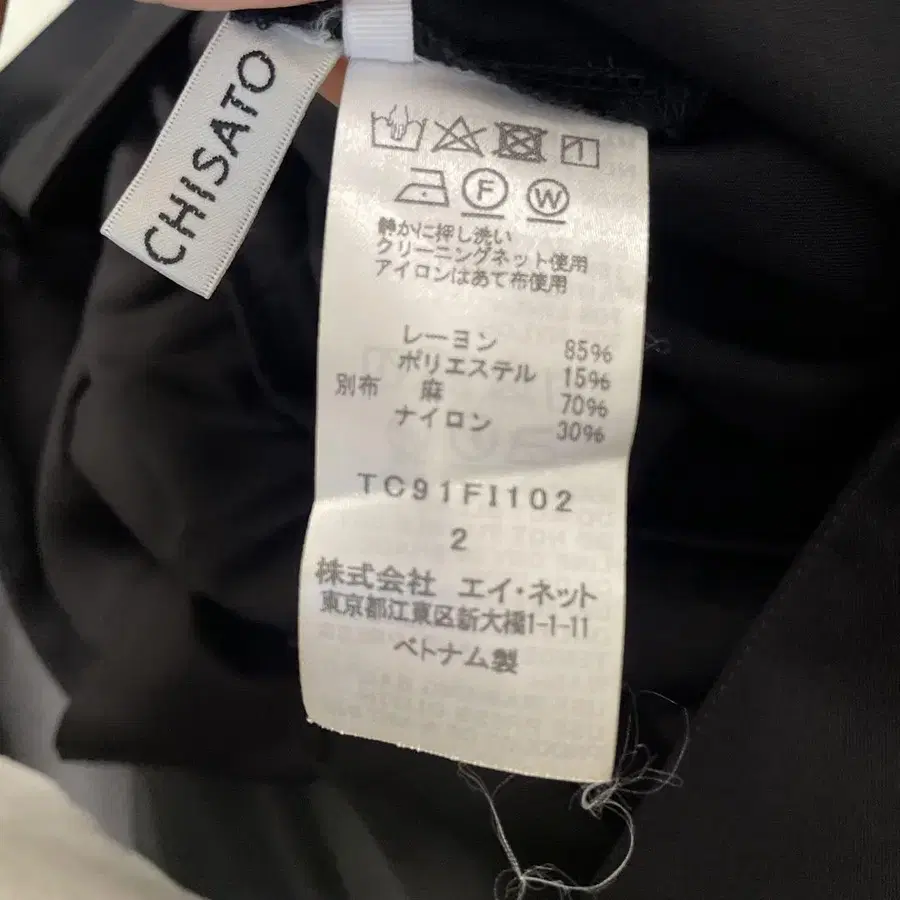 CHISATO
F W
静かに押し洗い
クリーニングネット使用
アイロンはあて布使用
レーヨン 85%
ポリエステル 15%
別布 麻 70%
ナイロン 30%
TC91FI102
2
株式会社 エイ・ネット
東京都江東区新大橋1-1-11
ベトナム製